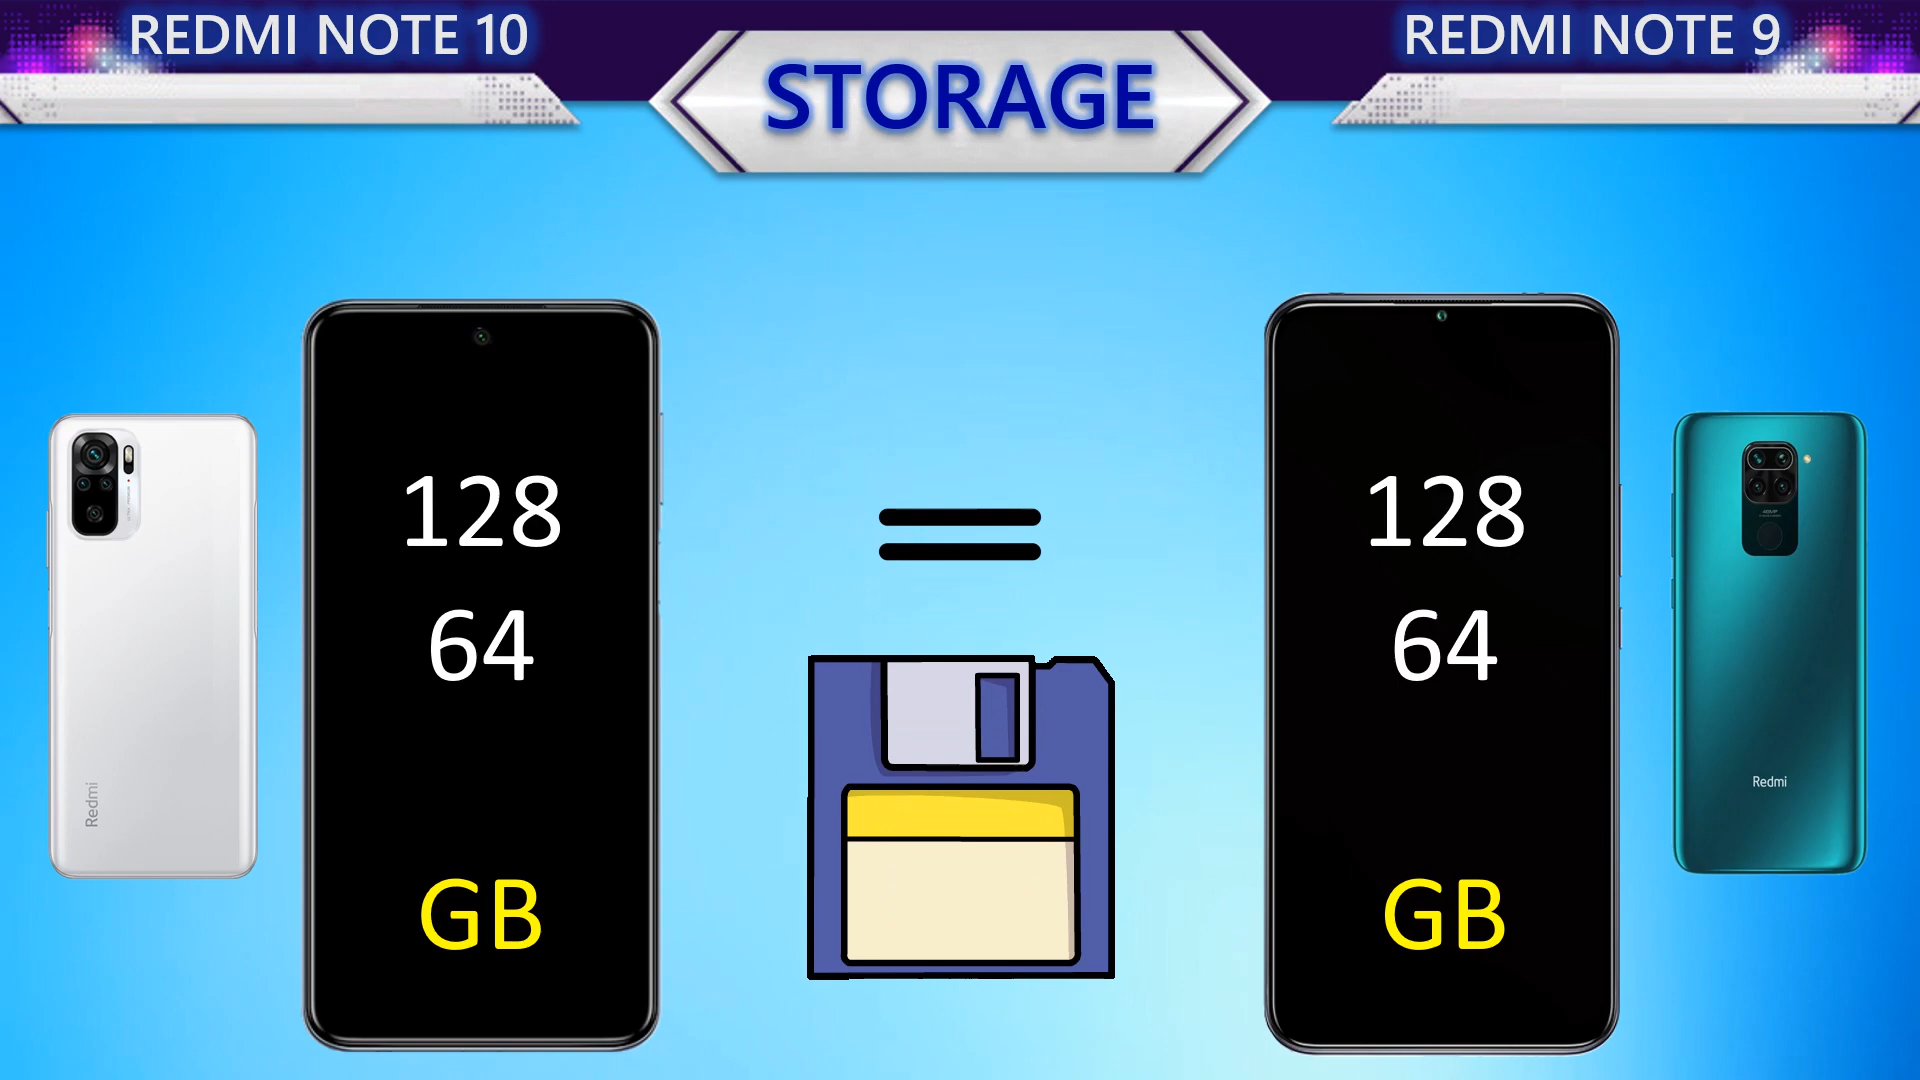 REDMI NOTE 10
STORAGE
REDMI NOTE 9
128
64
GB
128
64
GB
Redmi
Redmi